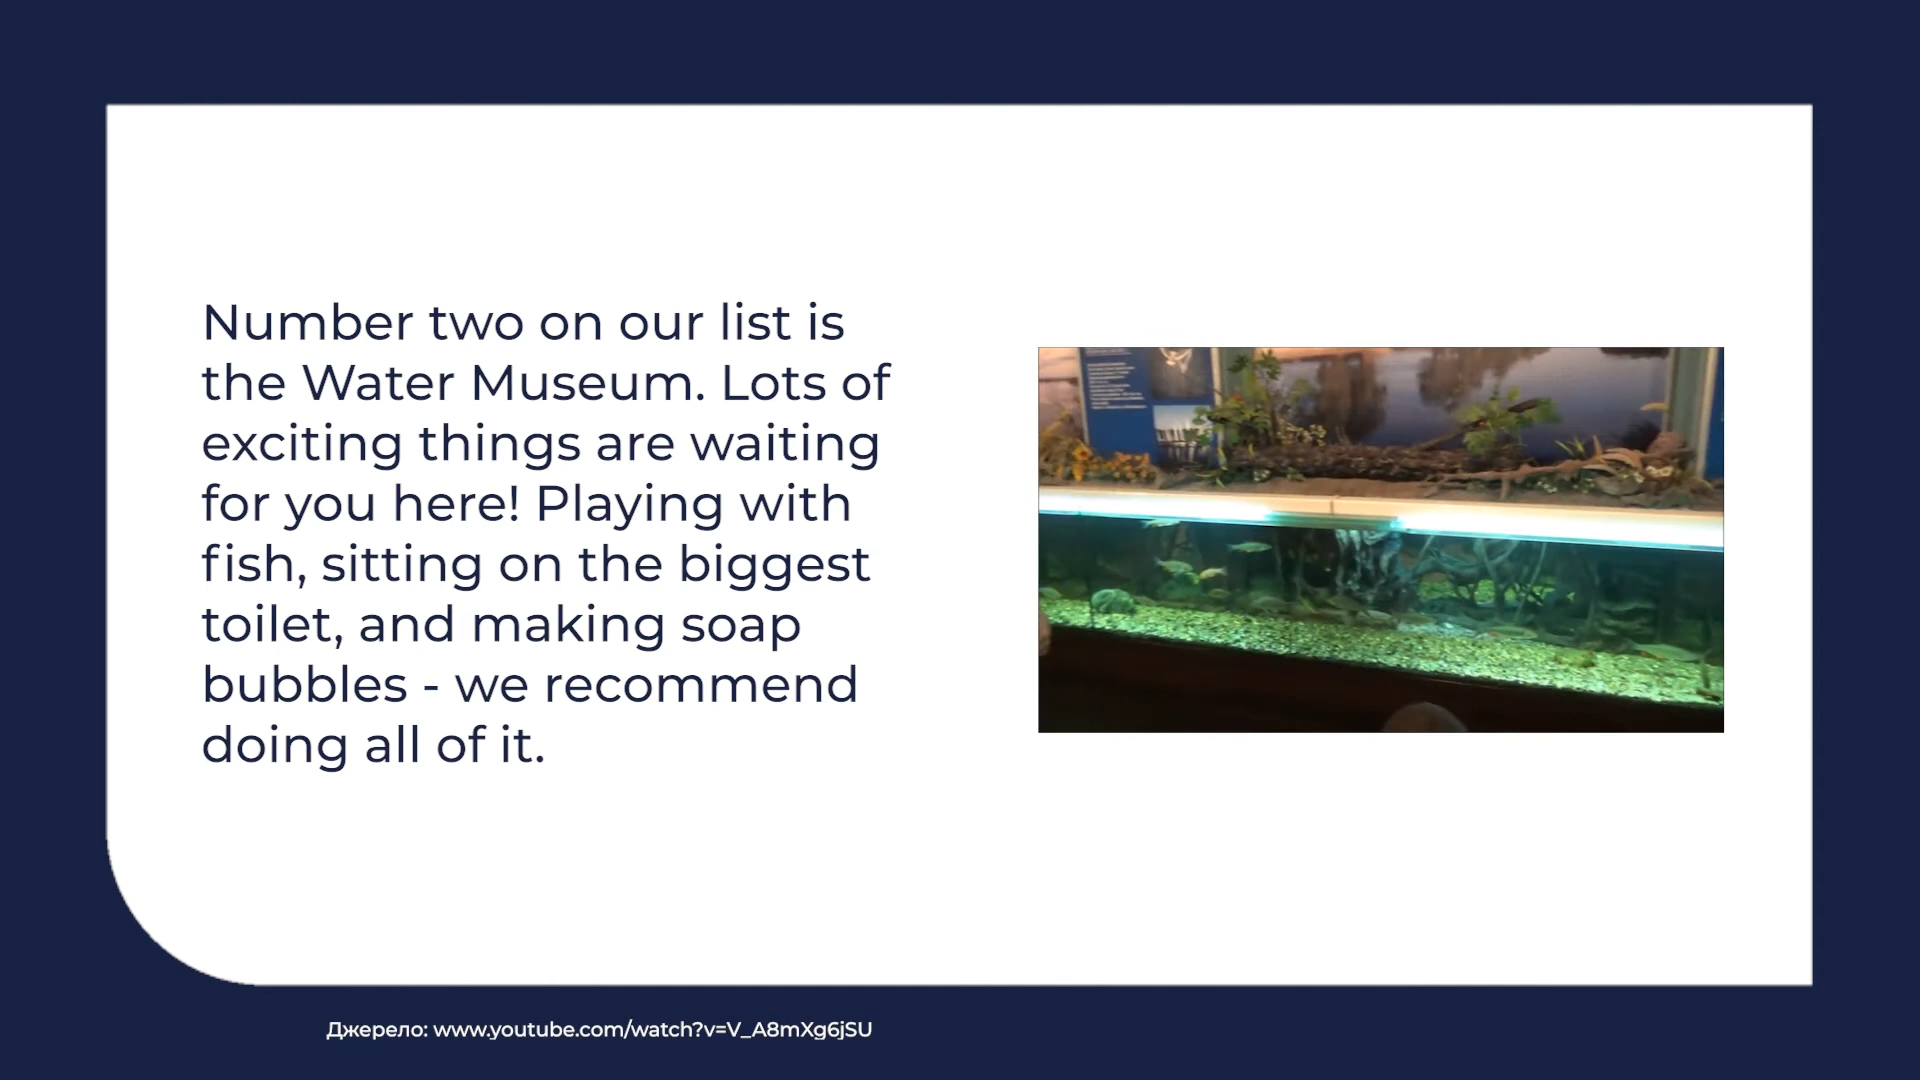 Number two on our list is
the Water Museum. Lots of
exciting things are waiting
for you here! Playing with
fish, sitting on the biggest
toilet, and making soap
bubbles - we recommend
doing all of it.
Джерело: www.youtube.com/watch?v=V_A8mXg6jSU